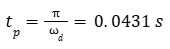 t_p = π/ω_d = 0.0431 s